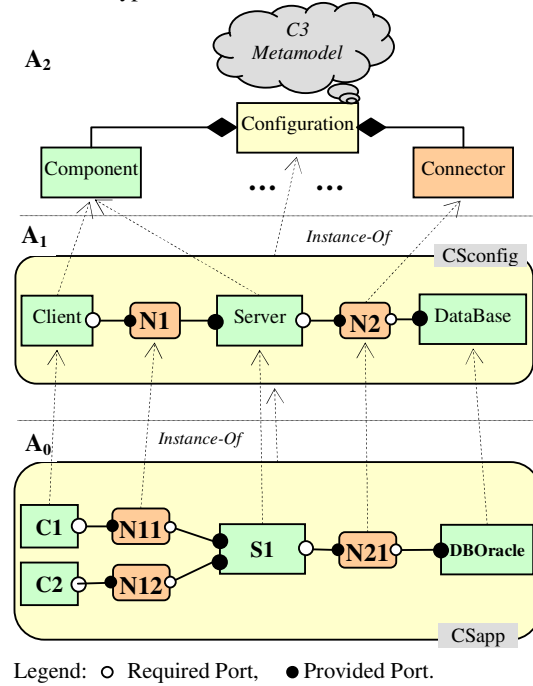 C3
Metamodel
A2
Configuration
Component
Connector
... ...
A1
Instance-Of
CSconfig
Client
N1
Server
N2
DataBase
A0
Instance-Of
C1
N11
S1
N21
DBOracle
C2
N12
CSapp
Legend: Required Port, Provided Port.